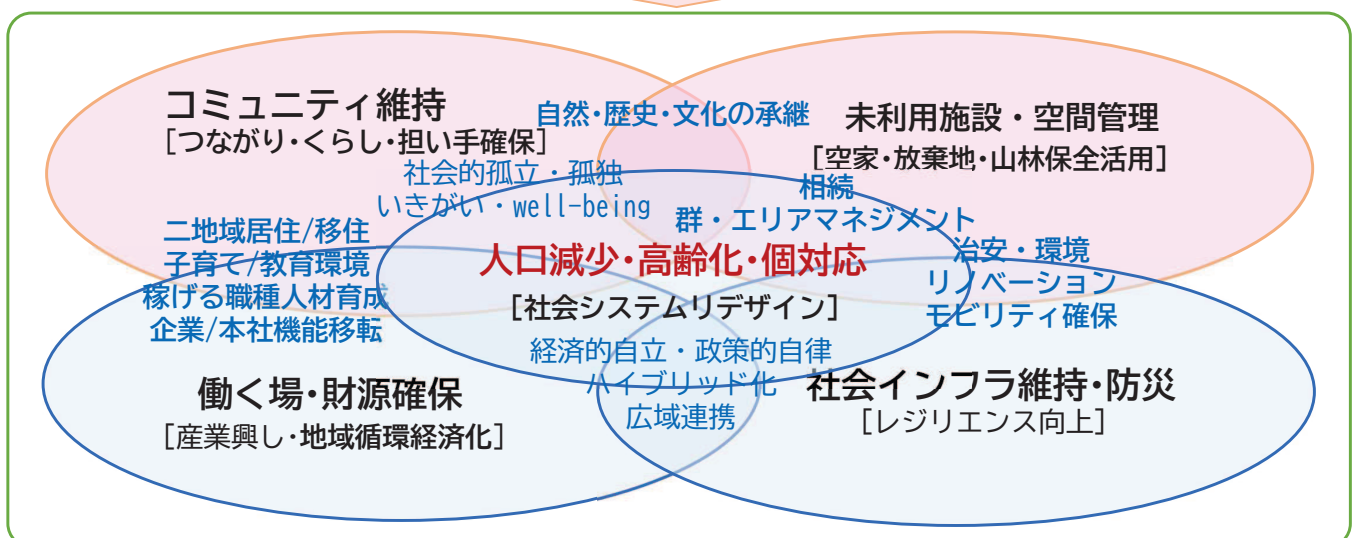 コミュニティ維持
[つながり・くらし・担い手確保]
自然・歴史・文化の承継
未利用施設・空間管理
[空家・放棄地・山林保全活用]
社会的孤立・孤独
いきがい・well-being
相続
群・エリアマネジメント
二地域居住/移住
子育て/教育環境
稼げる職種人材育成
企業/本社機能移転
人口減少・高齢化・個対応
[社会システムリデザイン]
治安・環境
リノベーション
モビリティ確保
経済的自立・政策的自律
ハイブリッド化
広域連携
働く場・財源確保
[産業興し・地域循環経済化]
社会インフラ維持・防災
[レジリエンス向上]